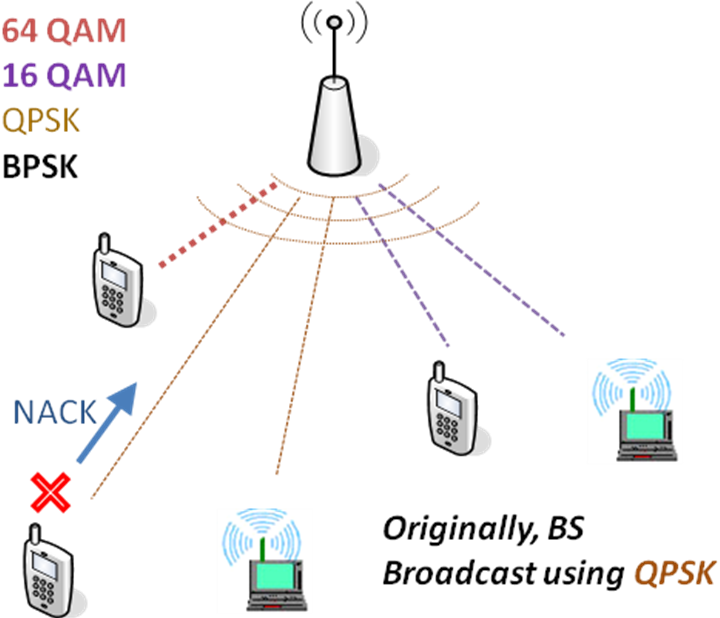 64 QAM
16 QAM
QPSK
BPSK
NACK
Originally, BS
Broadcast using QPSK